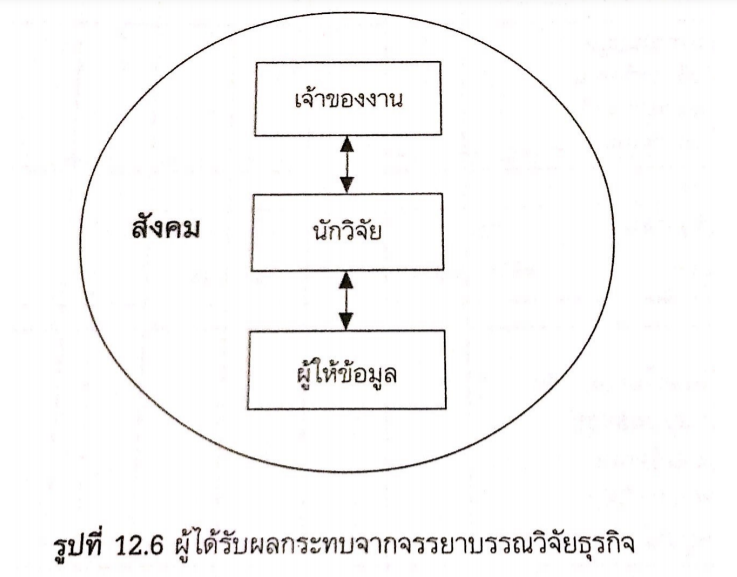 เจ้าของงาน
สังคม
นักวิจัย
ผู้ให้ข้อมูล
รูปที่ 12.6 ผู้ได้รับผลกระทบจากจรรยาบรรณวิจัยธุรกิจ